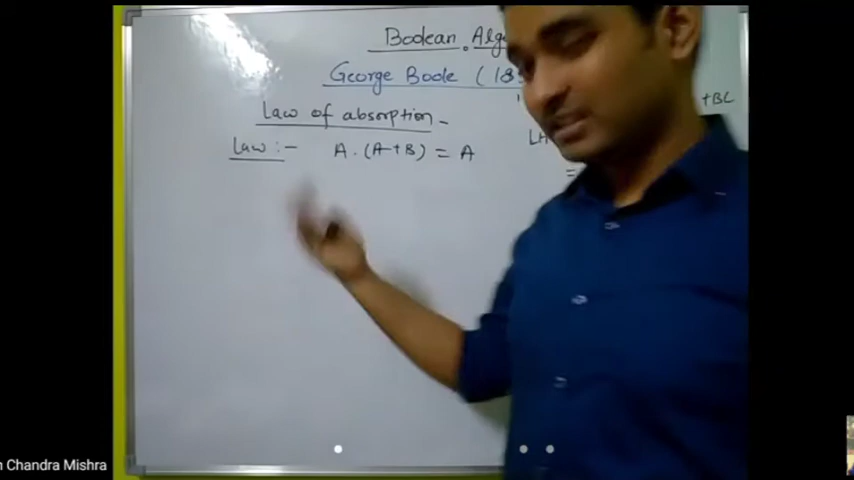 Boolean Alg
George Boole (18
+BC
Law of absorption -
LH
Law :- A . (A+B) = A
=
n Chandra Mishra